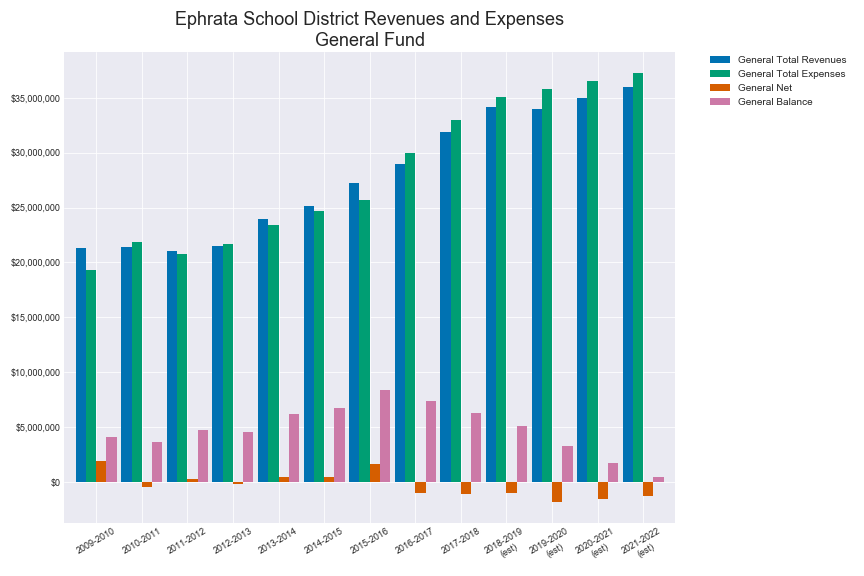 Ephrata School District Revenues and Expenses
General Fund
General Total Revenues
General Total Expenses
General Net
General Balance
$35,000,000
$30,000,000
$25,000,000
$20,000,000
$15,000,000
$10,000,000
$5,000,000
$0
2009-2010
2010-2011
2011-2012
2012-2013
2013-2014
2014-2015
2015-2016
2016-2017
2017-2018
2018-2019
(est)
2019-2020
(est)
2020-2021
(est)
2021-2022
(est)